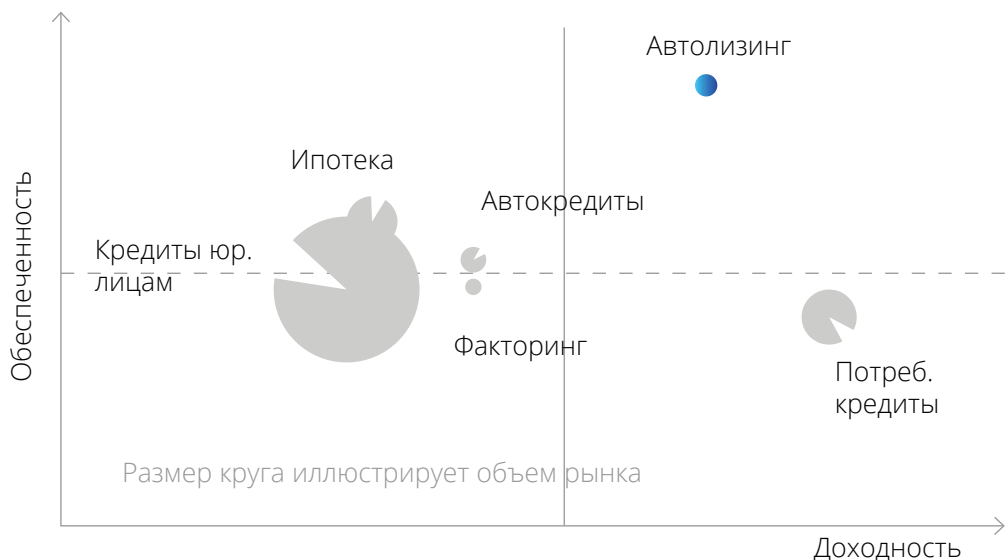 Автолизинг
Ипотека
Автокредиты
Кредиты юр.
лицам
Обеспеченность
Факторинг
Потреб.
кредиты
Размер круга иллюстрирует объем рынка
Доходность